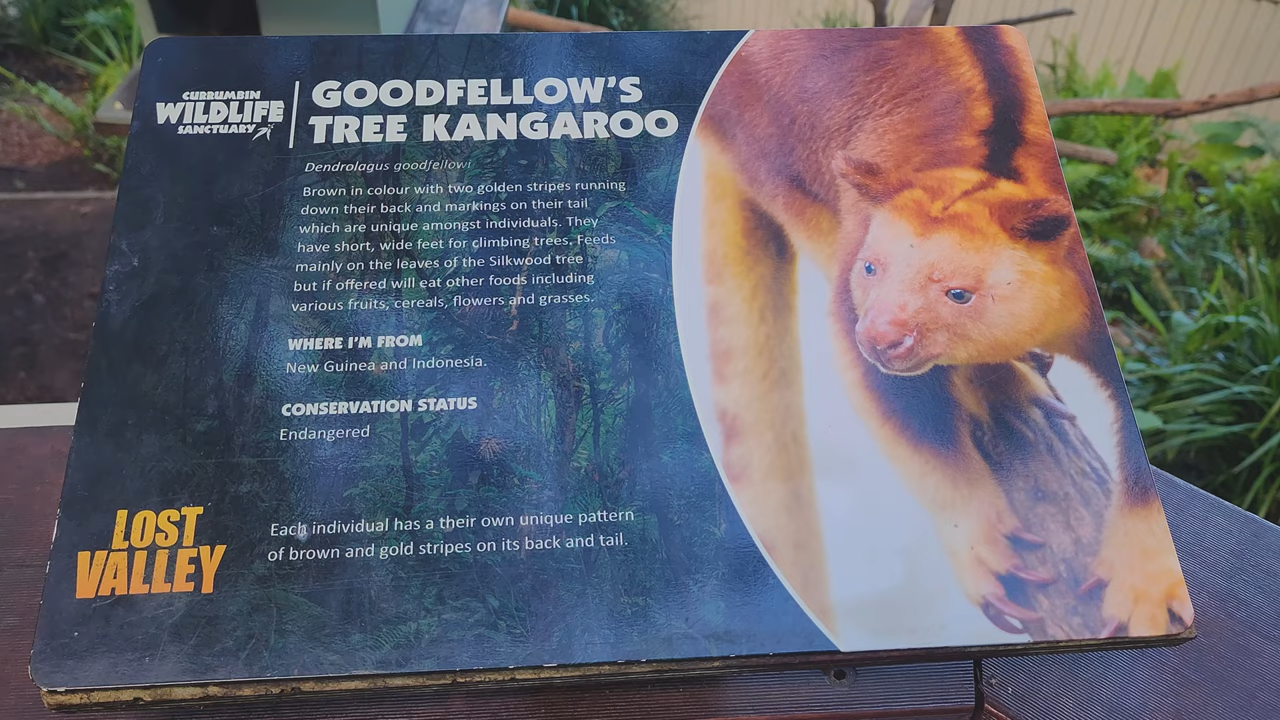 CURRUMBIN
WILDLIFE
SANCTUARY
GOODFELLOW'S
TREE KANGAROO
Dendrolagus goodfellowi
Brown in colour with two golden stripes running
down their back and markings on their tail
which are unique amongst individuals. They
have short, wide feet for climbing trees. Feeds
mainly on the leaves of the Silkwood tree
but if offered will eat other foods including
various fruits, cereals, flowers and grasses.
WHERE I'M FROM
New Guinea and Indonesia.
CONSERVATION STATUS
Endangered
LOST
VALLEY
Each individual has a their own unique pattern
of brown and gold stripes on its back and tail.